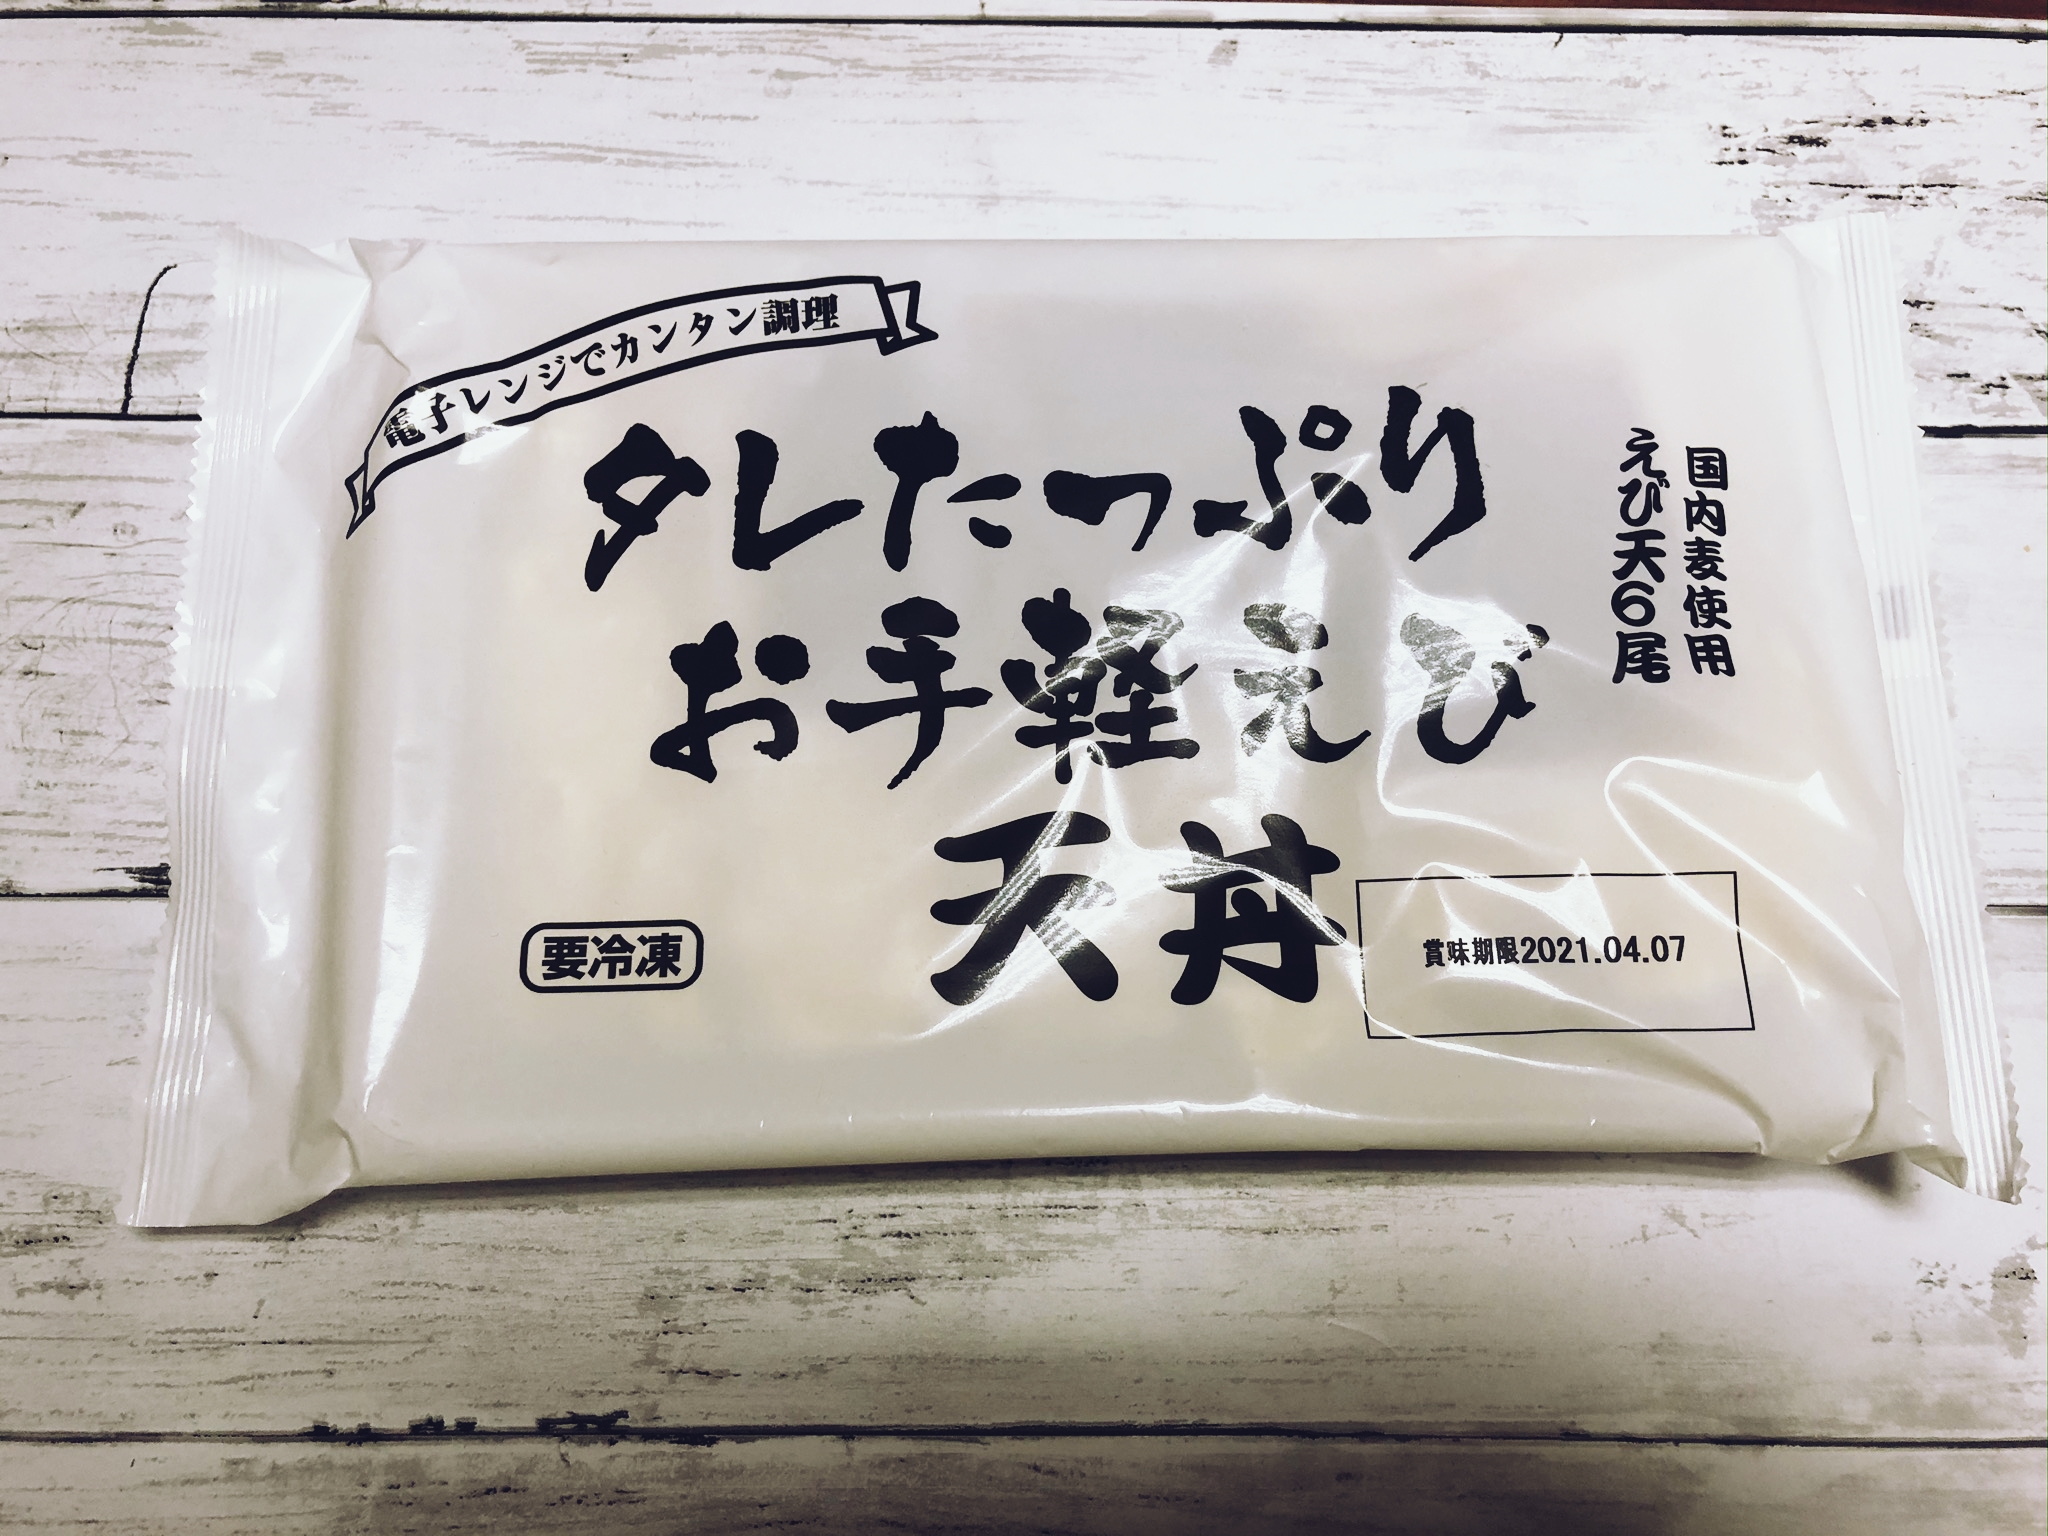 電子レンジでカンタン調理
タレたっぷり
お手軽えび
天丼
国内麦使用
えび天6尾
要冷凍
賞味期限2021.04.07